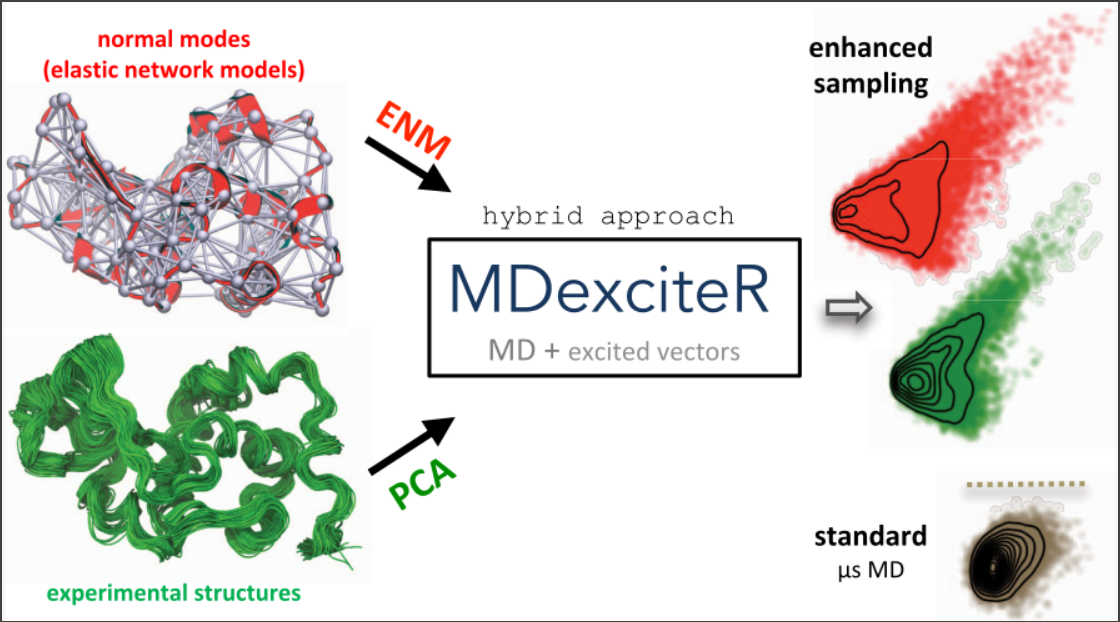 normal modes
(elastic network models)
ENM
hybrid approach
MDexciteR
MD + excited vectors
PCA
experimental structures
enhanced
sampling
standard
µs MD